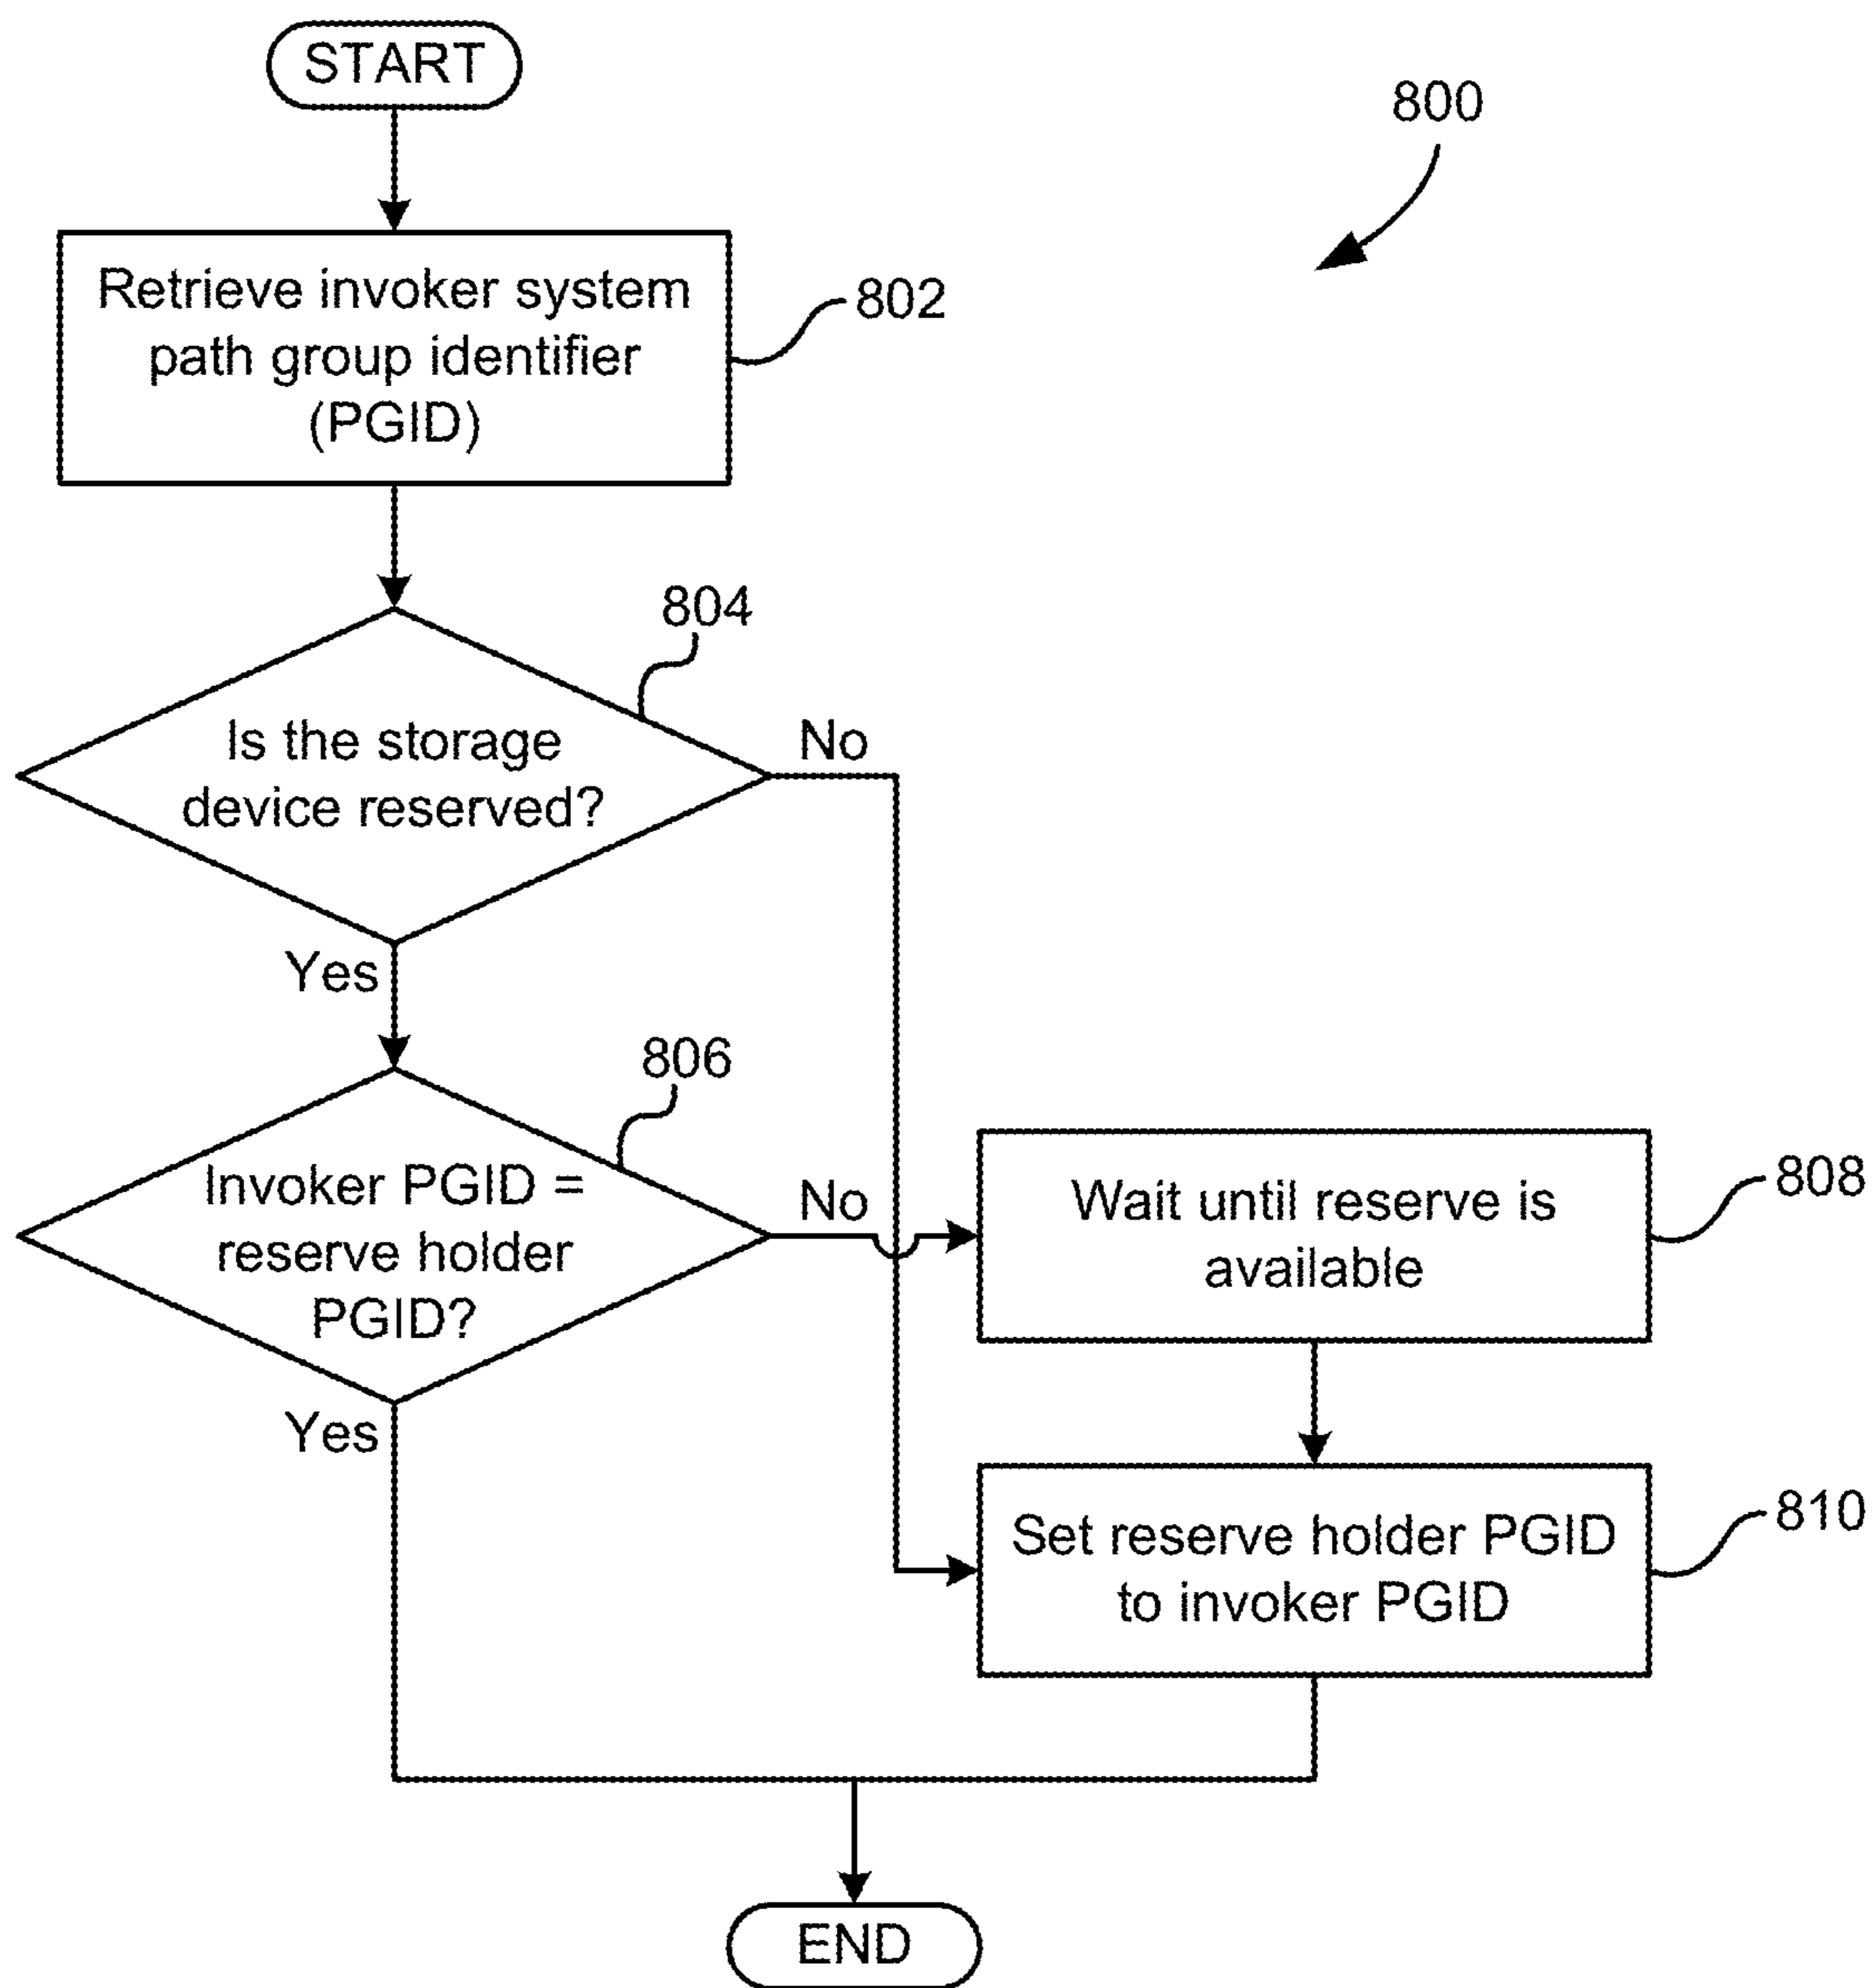 START
800
Retrieve invoker system
path group identifier
(PGID)
802
804
Is the storage
device reserved?
No
Yes
806
Invoker PGID =
reserve holder
PGID?
No
Yes
Wait until reserve is
available
808
Set reserve holder PGID
to invoker PGID
810
END